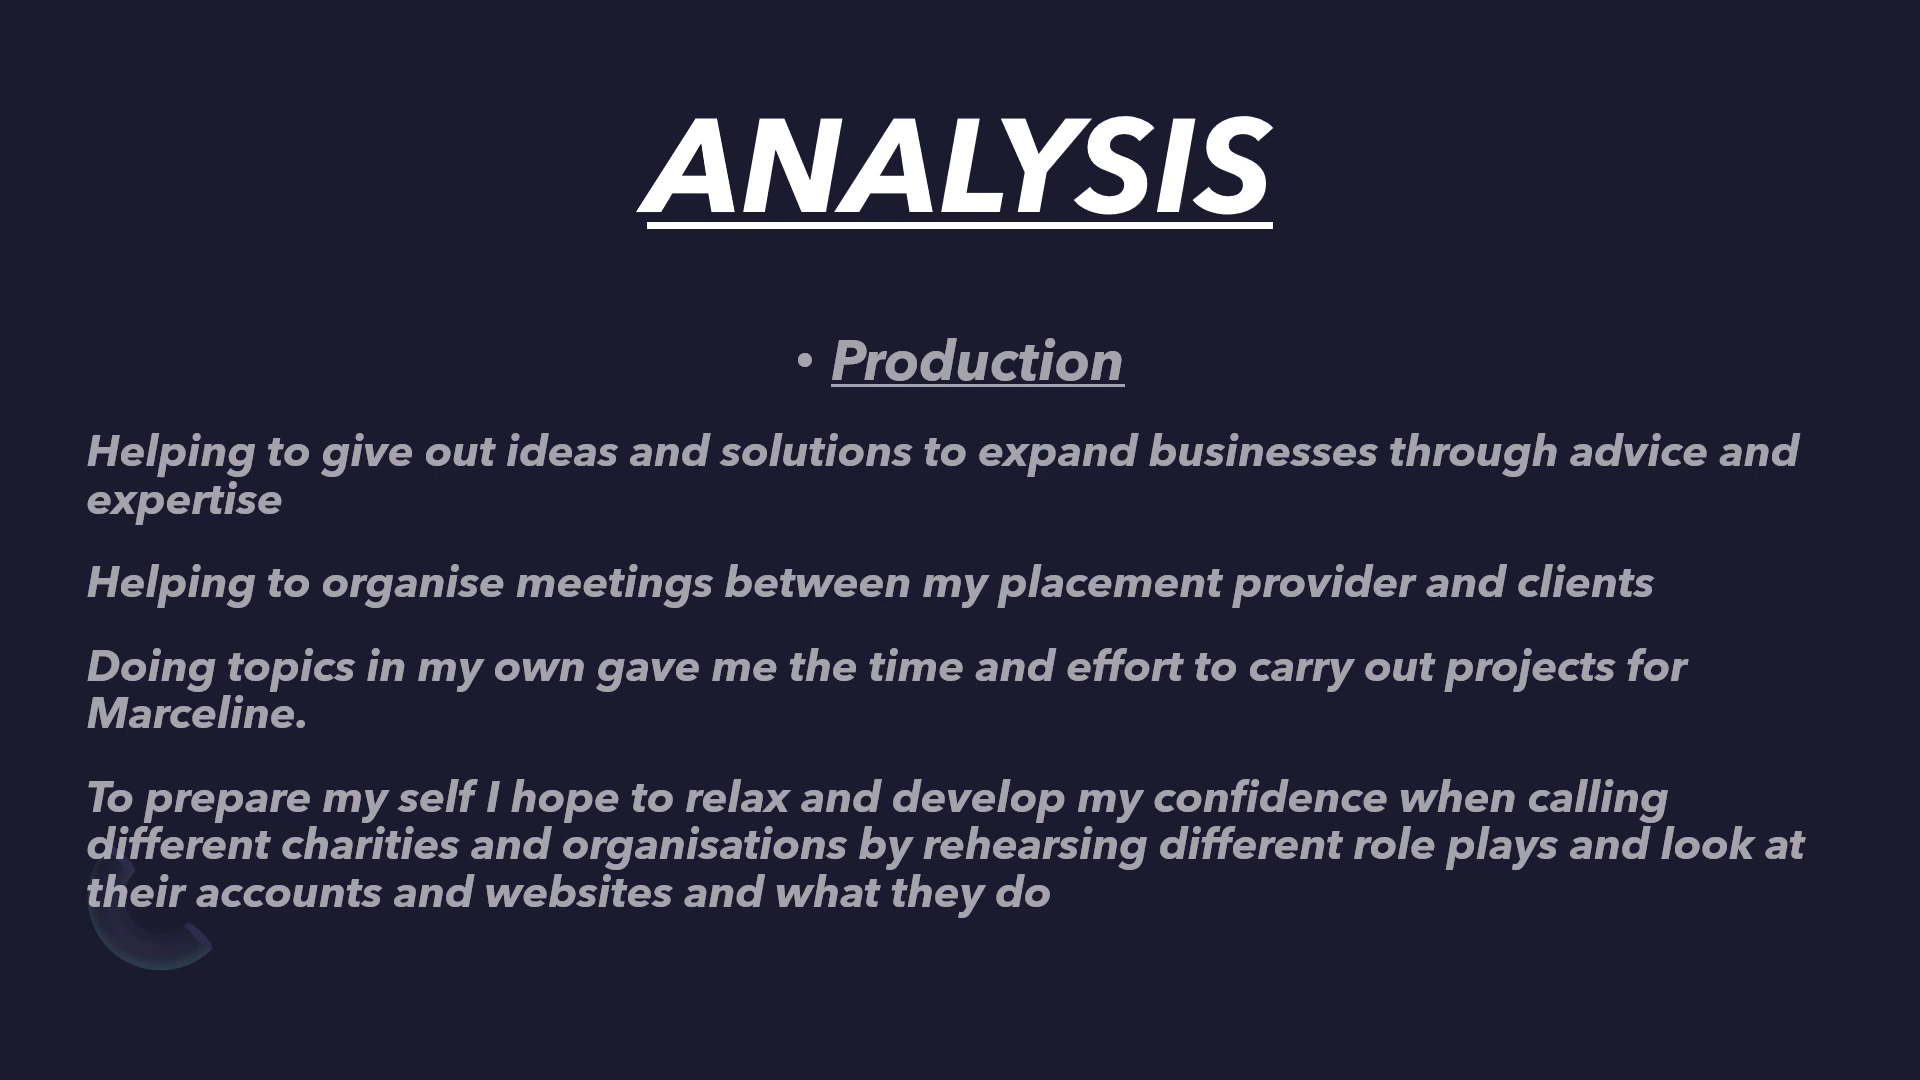 ANALYSIS
• Production
Helping to give out ideas and solutions to expand businesses through advice and
expertise
Helping to organise meetings between my placement provider and clients
Doing topics in my own gave me the time and effort to carry out projects for
Marceline.
To prepare my self I hope to relax and develop my confidence when calling
different charities and organisations by rehearsing different role plays and look at
their accounts and websites and what they do